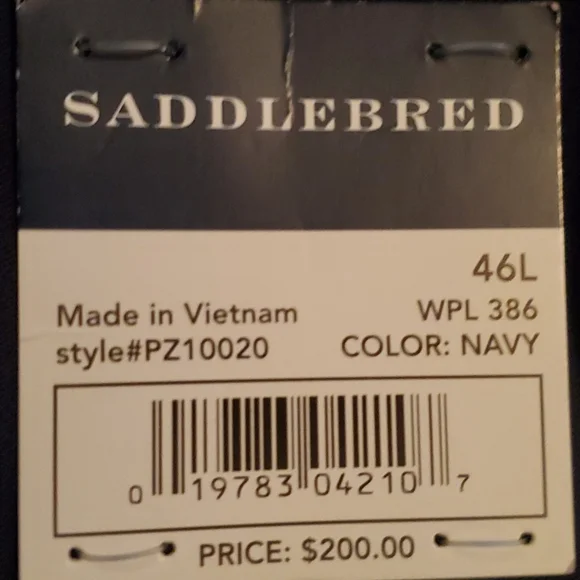 SADDLEBRED
46L
Made in Vietnam WPL 386
style#PZ10020 COLOR: NAVY
0 19783 04210 7
PRICE: $200.00